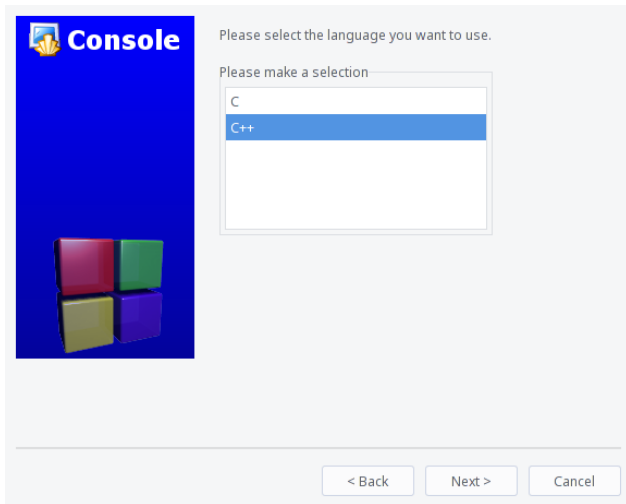 Console
Please select the language you want to use.
Please make a selection
C
C++
< Back
Next >
Cancel